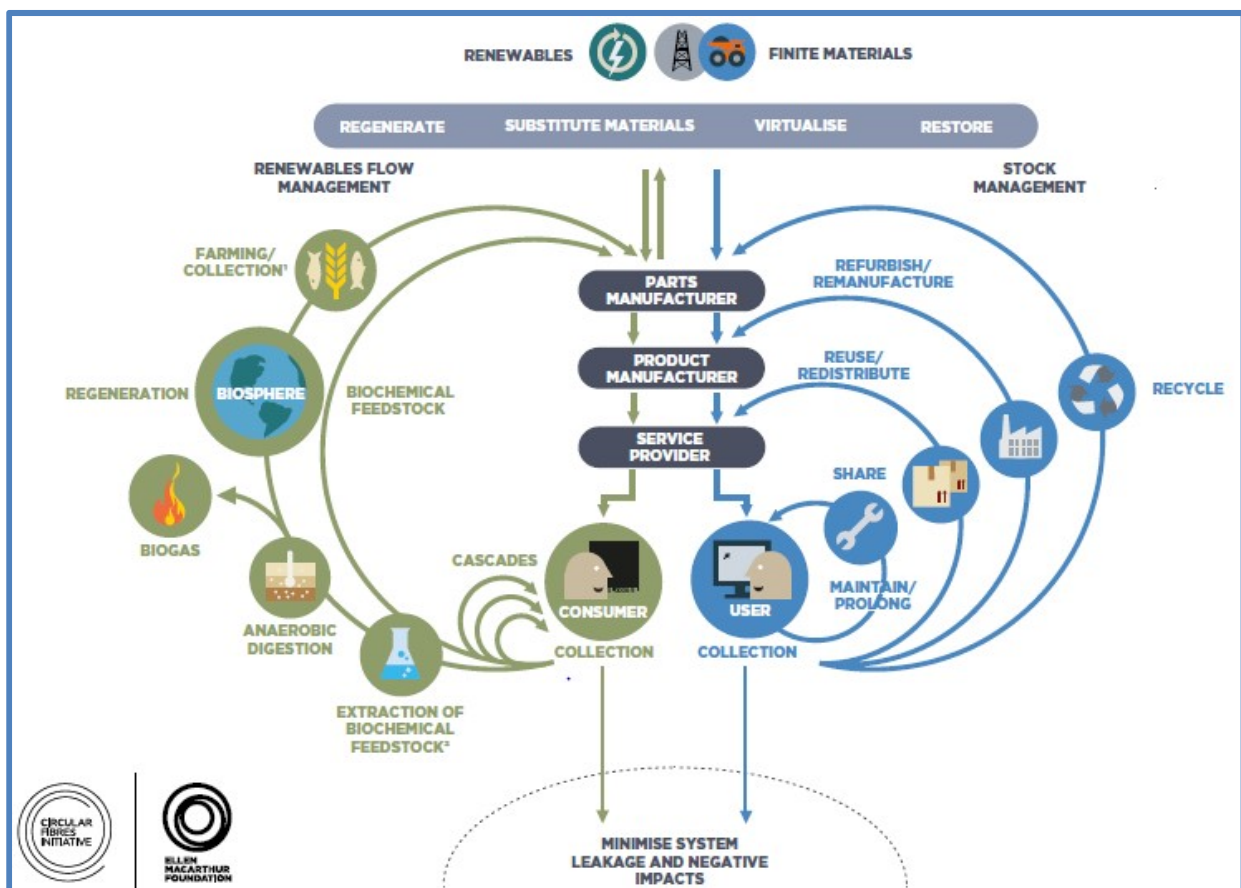 RENEWABLES
FINITE MATERIALS
REGENERATE
SUBSTITUTE MATERIALS
VIRTUALISE
RESTORE
RENEWABLES FLOW
MANAGEMENT
STOCK
MANAGEMENT
FARMING/
COLLECTION¹
PARTS
MANUFACTURER
REFURBISH/
REMANUFACTURE
REGENERATION
BIOSPHERE
BIOCHEMICAL
FEEDSTOCK
PRODUCT
MANUFACTURER
REUSE/
REDISTRIBUTE
RECYCLE
SERVICE
PROVIDER
SHARE
BIOGAS
CASCADES
CONSUMER
USER
MAINTAIN/
PROLONG
ANAEROBIC
DIGESTION
COLLECTION
COLLECTION
EXTRACTION OF
BIOCHEMICAL
FEEDSTOCK²
CIRCULAR
FIBRES
INITIATIVE
ELLEN
MACARTHUR
FOUNDATION
MINIMISE SYSTEM
LEAKAGE AND NEGATIVE
IMPACTS